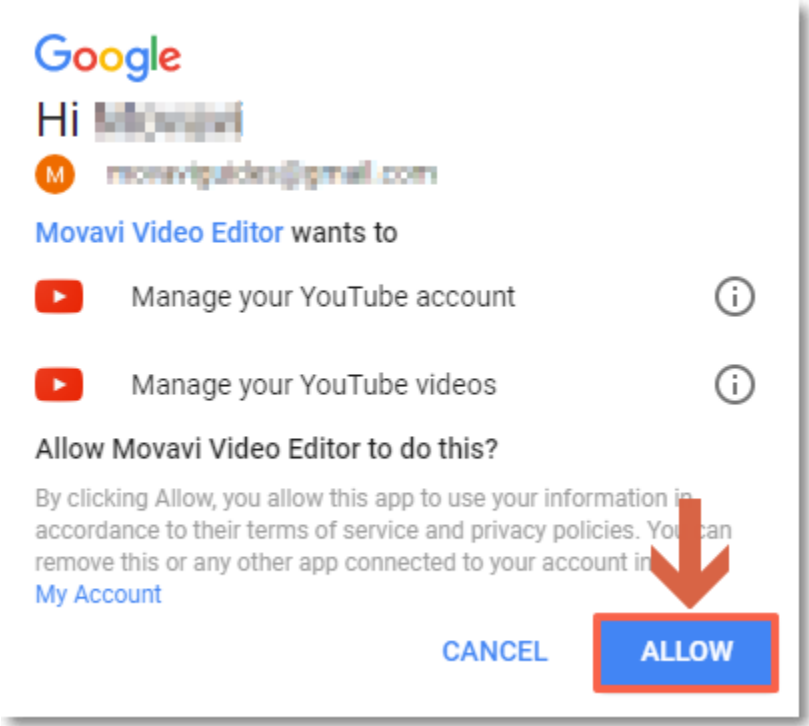 Google
Hi
M
Movavi Video Editor wants to
Manage your YouTube account
Manage your YouTube videos
Allow Movavi Video Editor to do this?
By clicking Allow, you allow this app to use your information in
accordance to their terms of service and privacy policies. You can
remove this or any other app connected to your account in
My Account
CANCEL ALLOW